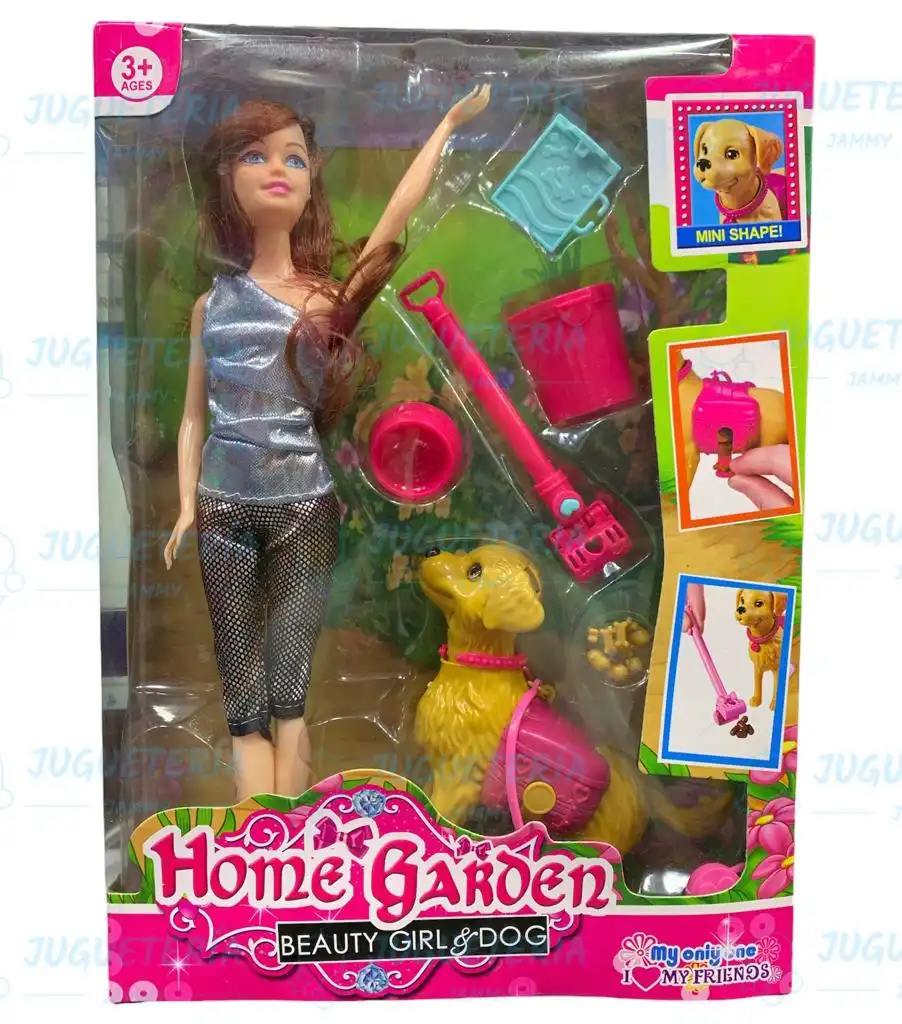 3+
AGES
MINI SHAPE!
HOME GARDEN
BEAUTY GIRL & DOG
My only one
I MY FRIENDS
JUGUETERIA
JAMMY